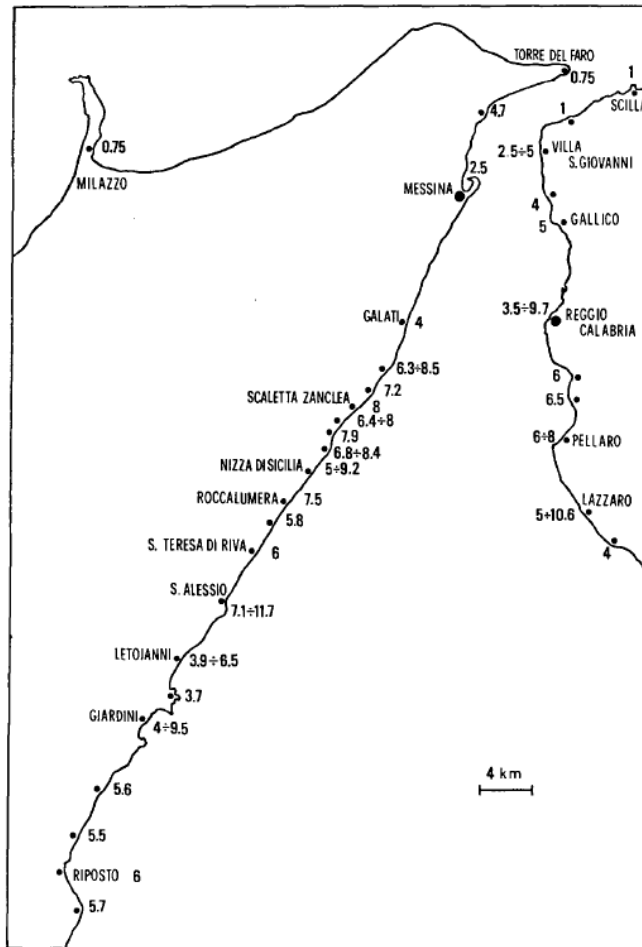 TORRE DEL FARO
0.75
1
SCILLA
1
4.7
2.5÷5
VILLA
S. GIOVANNI
0.75
MILAZZO
2.5
MESSINA
4
5
GALLICO
3.5÷9.7
REGGIO
CALABRIA
GALATI
4
6.3÷8.5
6
7.2
SCALETTA ZANCLEA
8
6.5
6.4÷8
7.9
6÷8
PELLARO
6.8÷8.4
NIZZA DI SICILIA
5÷9.2
ROCCALUMERA
7.5
LAZZARO
5÷10.6
5.8
4
S. TERESA DI RIVA
6
S. ALESSIO
7.1÷11.7
LETOJANNI
3.9÷6.5
3.7
GIARDINI
4÷9.5
4 km
5.6
5.5
RIPOSTO 6
5.7